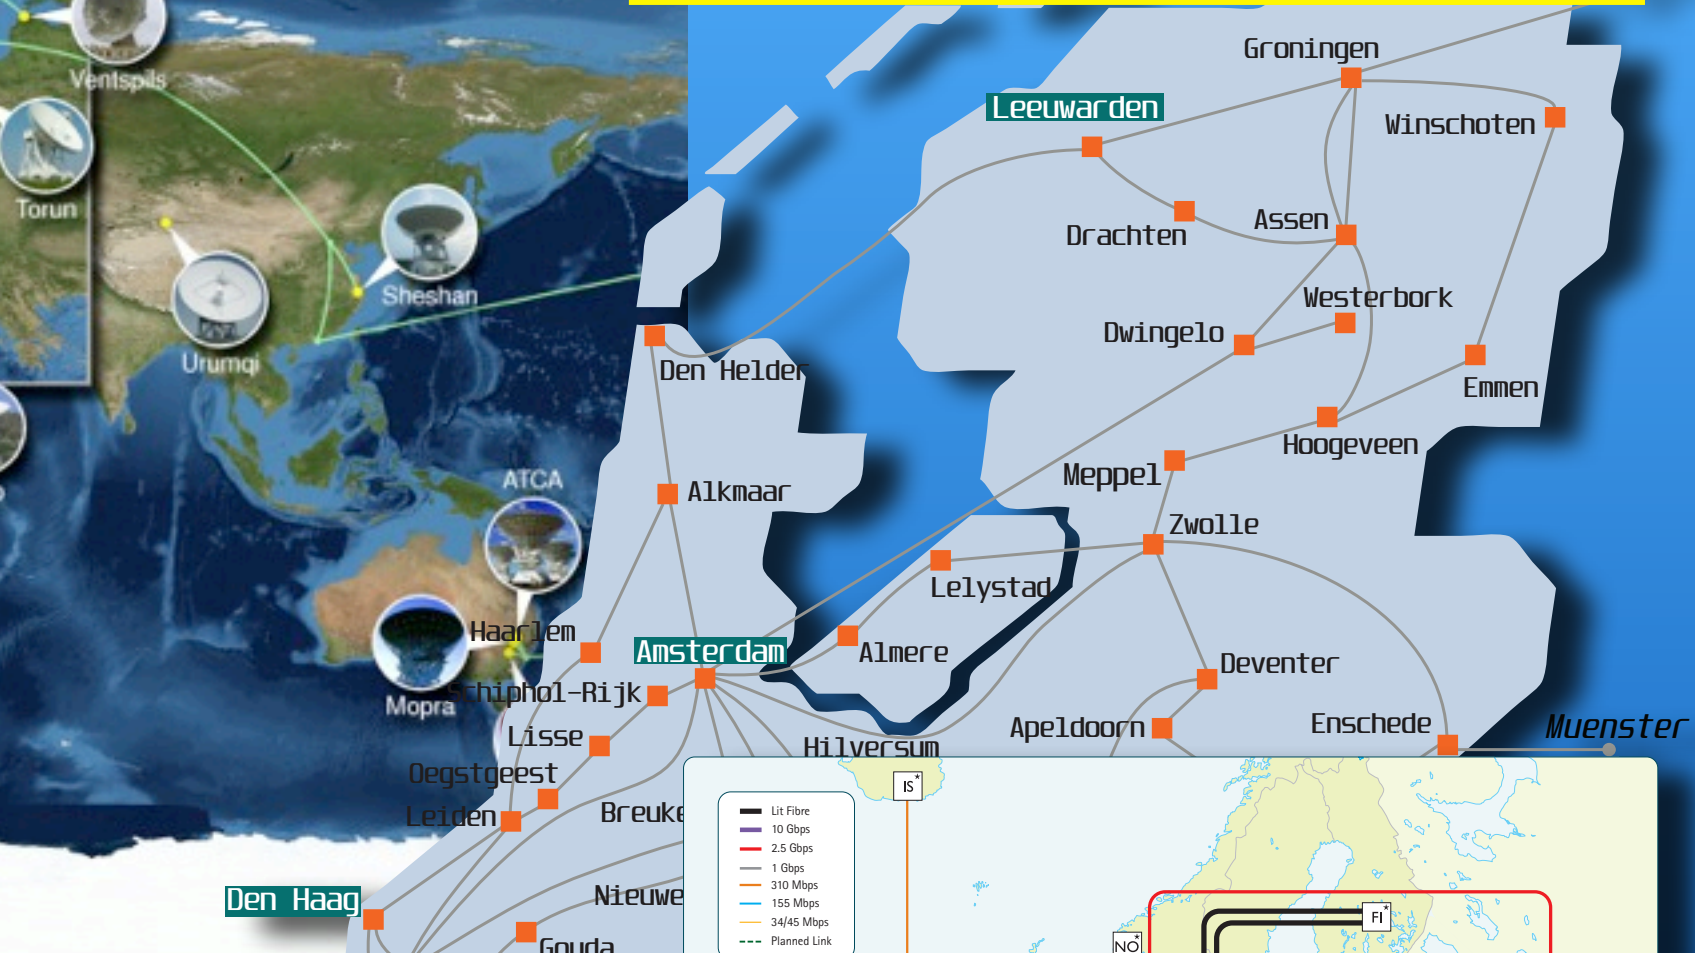 Ventspils
Torun
Urumqi
Sheshan
ATCA
Mopra
Groningen
Leeuwarden
Winschoten
Drachten
Assen
Westerbork
Dwingelo
Den Helder
Emmen
Hoogeveen
Meppel
Alkmaar
Zwolle
Lelystad
Haarlem
Amsterdam
Almere
Deventer
Schiphol-Rijk
Apeldoorn
Enschede
Muenster
Lisse
Hilversum
Oegstgeest
Leiden
Breuke
Nieuwe
Den Haag
Gouda
IS*
Lit Fibre
10 Gbps
2.5 Gbps
1 Gbps
310 Mbps
155 Mbps
34/45 Mbps
Planned Link
FI*
NO*